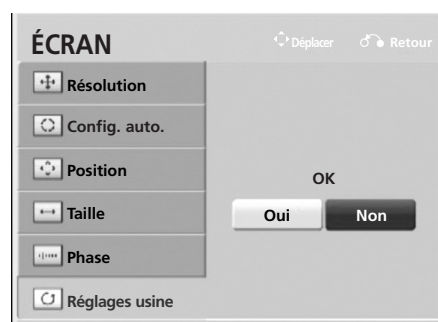 ÉCRAN Déplacer Retour
Résolution
Config. auto.
Position
Taille
Phase
Réglages usine
OK
Oui Non